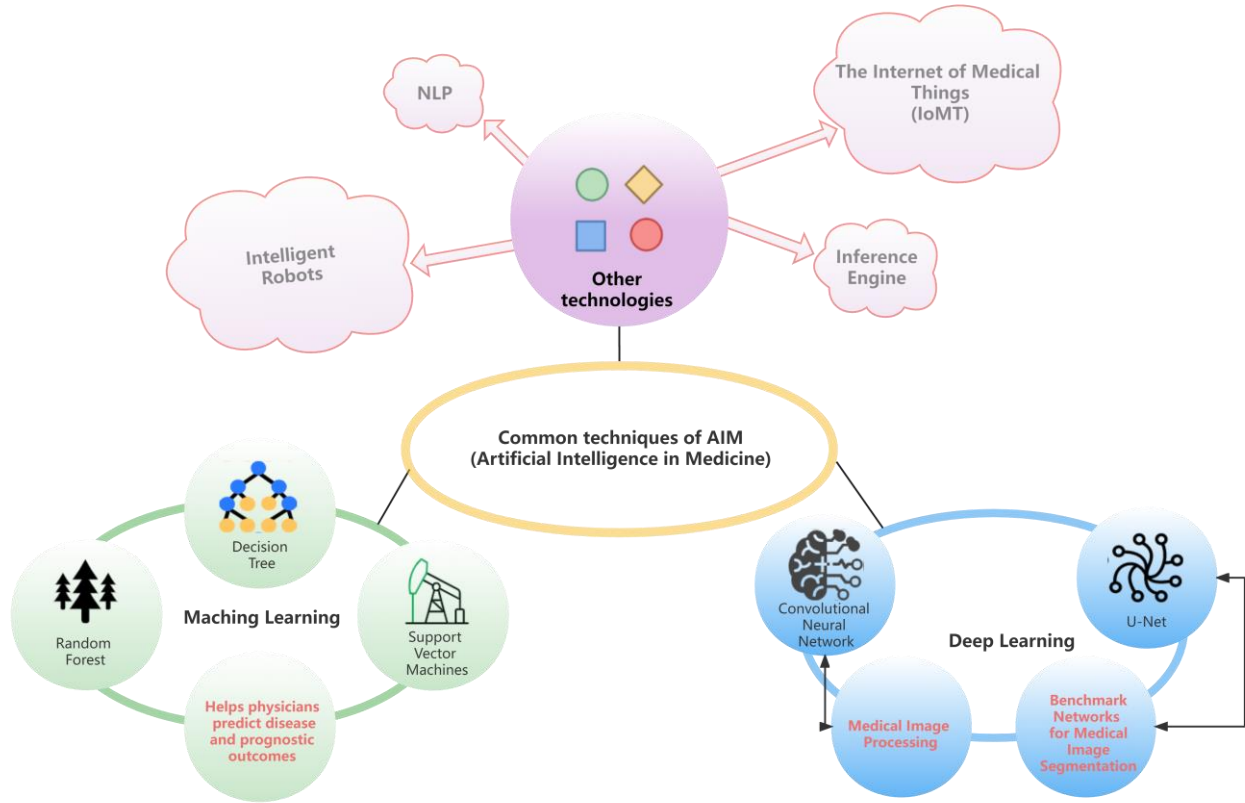 NLP
The Internet of Medical
Things
(IoMT)
Intelligent
Robots
Inference
Engine
Other
technologies
Common techniques of AIM
(Artificial Intelligence in Medicine)
Decision
Tree
Random
Forest
Maching Learning
Support
Vector
Machines
Helps physicians
predict disease
and prognostic
outcomes
Convolutional
Neural
Network
U-Net
Deep Learning
Medical Image
Processing
Benchmark
Networks
for Medical
Image
Segmentation